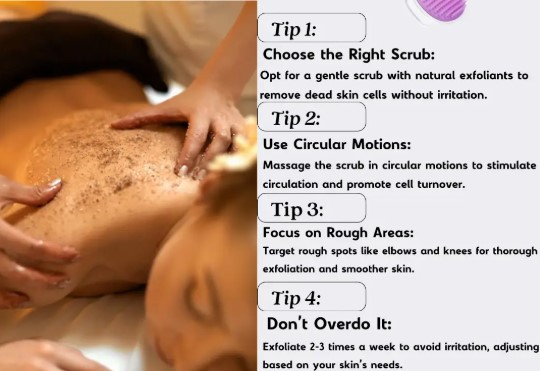 Tip 1:
Choose the Right Scrub:
Opt for a gentle scrub with natural exfoliants to
remove dead skin cells without irritation.
Tip 2:
Use Circular Motions:
Massage the scrub in circular motions to stimulate
circulation and promote cell turnover.
Tip 3:
Focus on Rough Areas:
Target rough spots like elbows and knees for thorough
exfoliation and smoother skin.
Tip 4:
Don't Overdo It:
Exfoliate 2-3 times a week to avoid irritation, adjusting
based on your skin's needs.